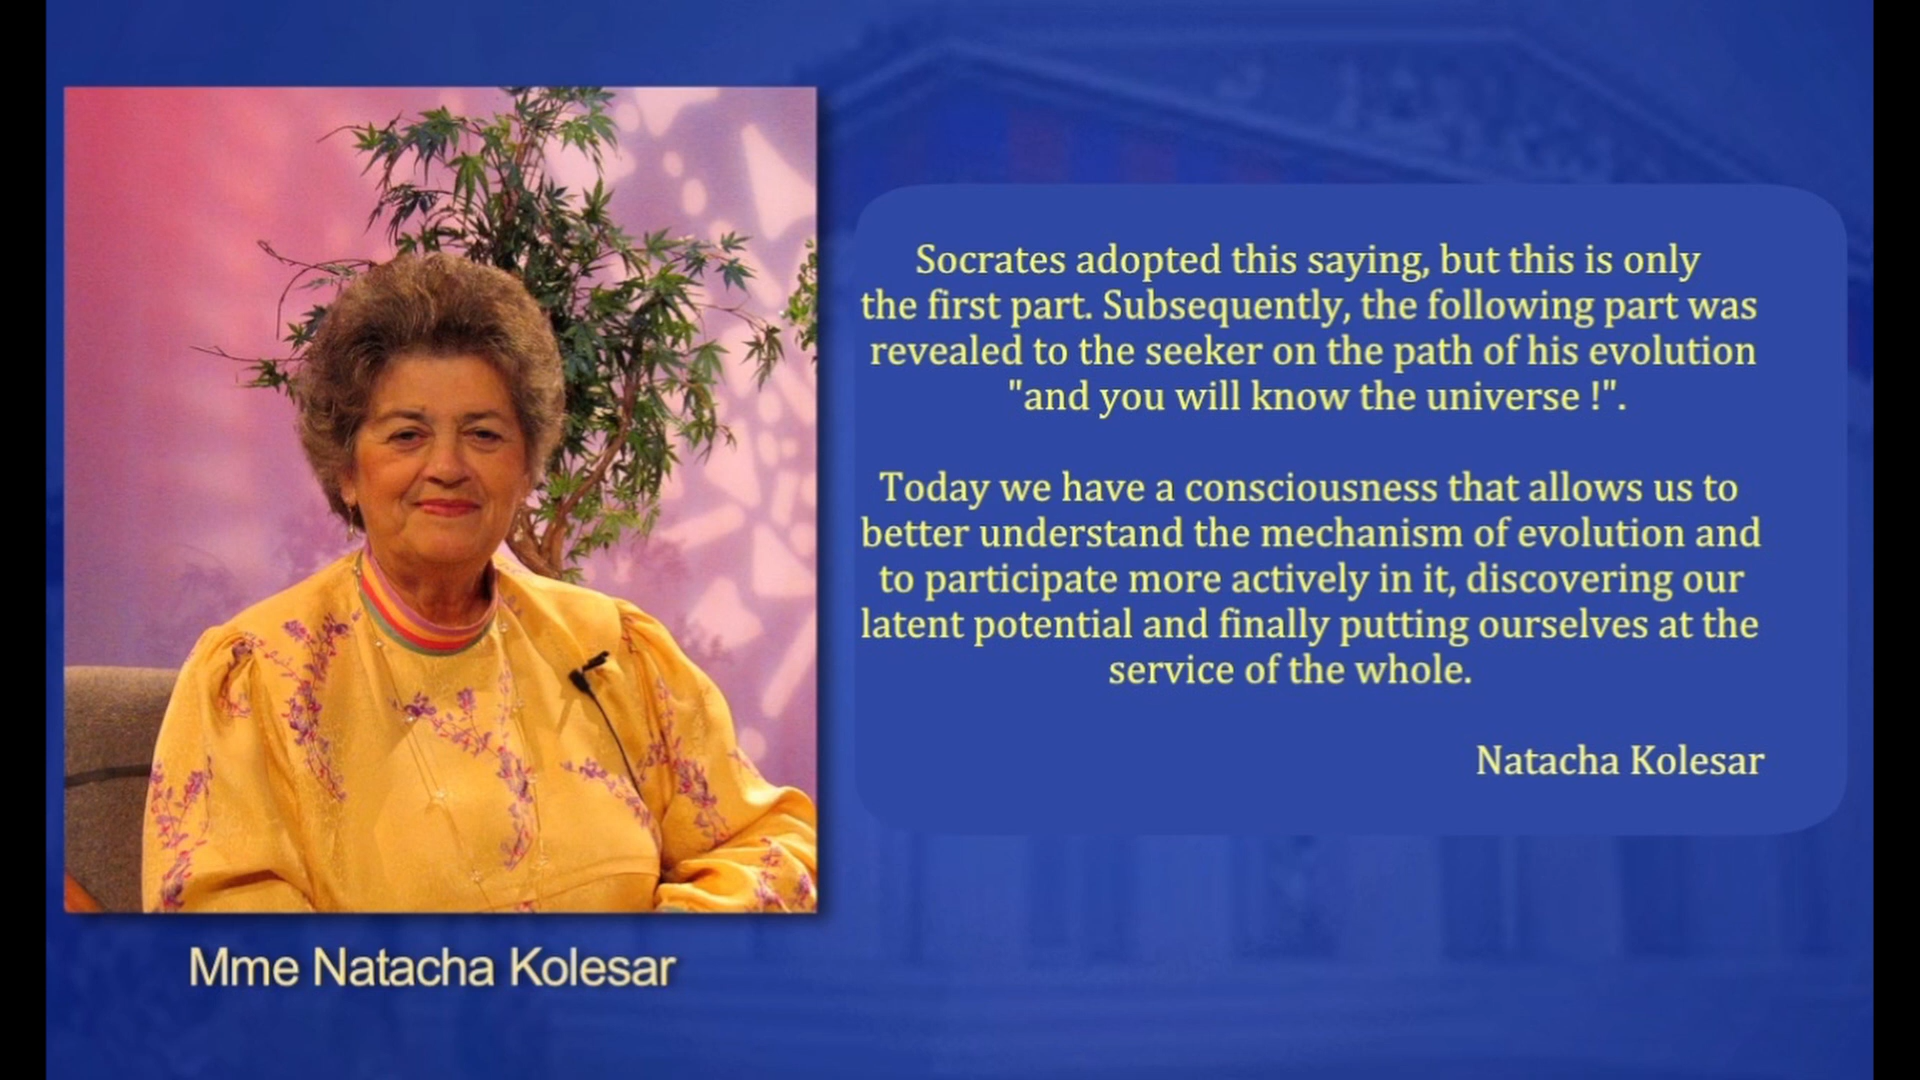 Socrates adopted this saying, but this is only
the first part. Subsequently, the following part was
revealed to the seeker on the path of his evolution
"and you will know the universe !".
Today we have a consciousness that allows us to
better understand the mechanism of evolution and
to participate more actively in it, discovering our
latent potential and finally putting ourselves at the
service of the whole.
Natacha Kolesar
Mme Natacha Kolesar